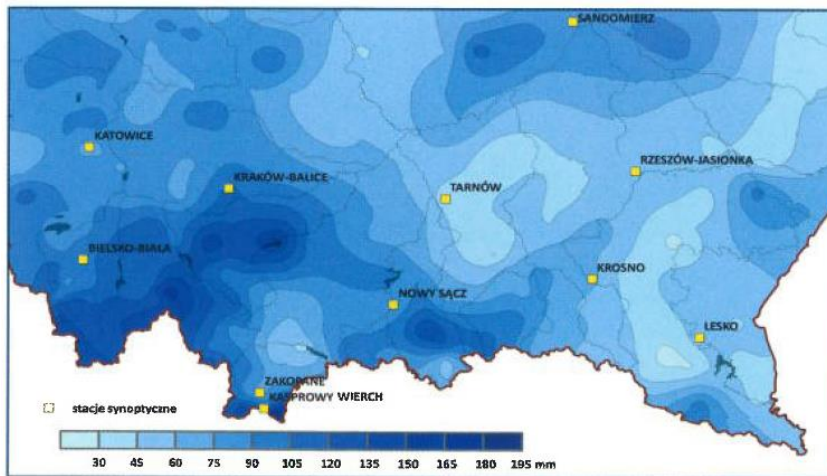 SANDOMIERZ
KATOWICE
RZESZÓW-JASIONKA
KRAKÓW-BALICE
TARNÓW
BIELSKO-BIAŁA
KROSNO
NOWY SĄCZ
LESKO
ZAKOPANE
KASPROWY WIERCH
stacje synoptyczne
30 45 60 75 90 105 120 135 150 165 180 195 mm